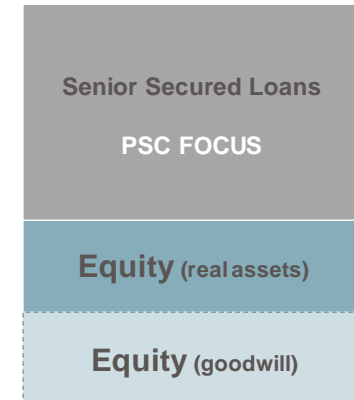 Senior Secured Loans
PSC FOCUS
Equity (real assets)
Equity (goodwill)